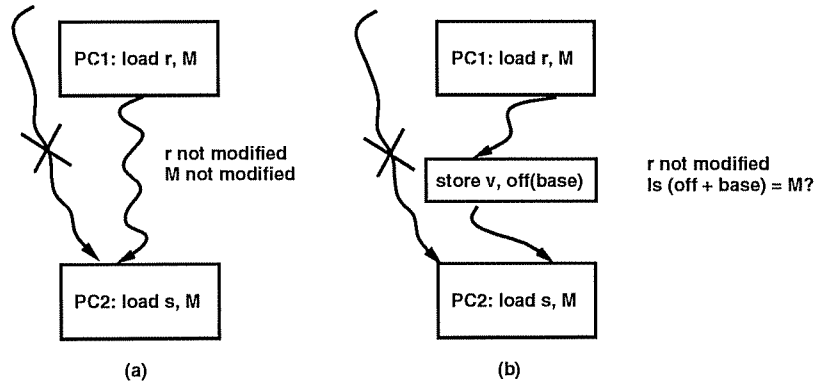 PC1: load r, M
r not modified
M not modified
PC2: load s, M
(a)
PC1: load r, M
store v, off(base)
r not modified
Is (off + base) = M?
PC2: load s, M
(b)